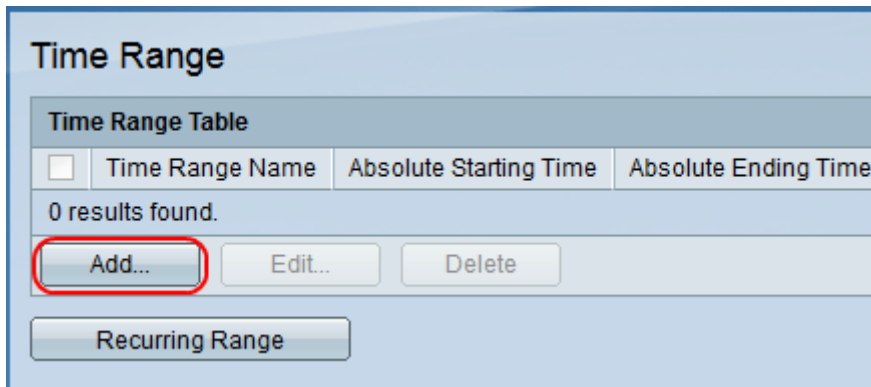 Time Range
Time Range Table
Time Range Name Absolute Starting Time Absolute Ending Time
0 results found.
Add... Edit... Delete
Recurring Range